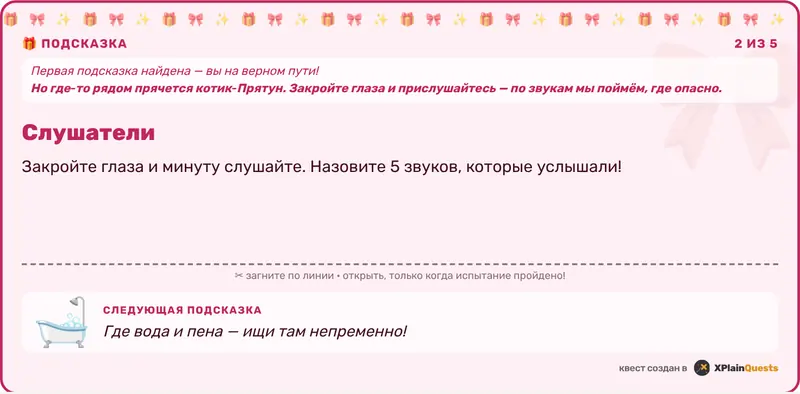 ПОДСКАЗКА
2 ИЗ 5
Первая подсказка найдена — вы на верном пути!
Но где-то рядом прячется котик-Прятун. Закройте глаза и прислушайтесь — по звукам мы поймём, где опасно.
Слушатели
Закройте глаза и минуту слушайте. Назовите 5 звуков, которые услышали!
✂ загните по линии • открыть, только когда испытание пройдено!
СЛЕДУЮЩАЯ ПОДСКАЗКА
Где вода и пена — ищи там непременно!
квест создан в XPlainQuests